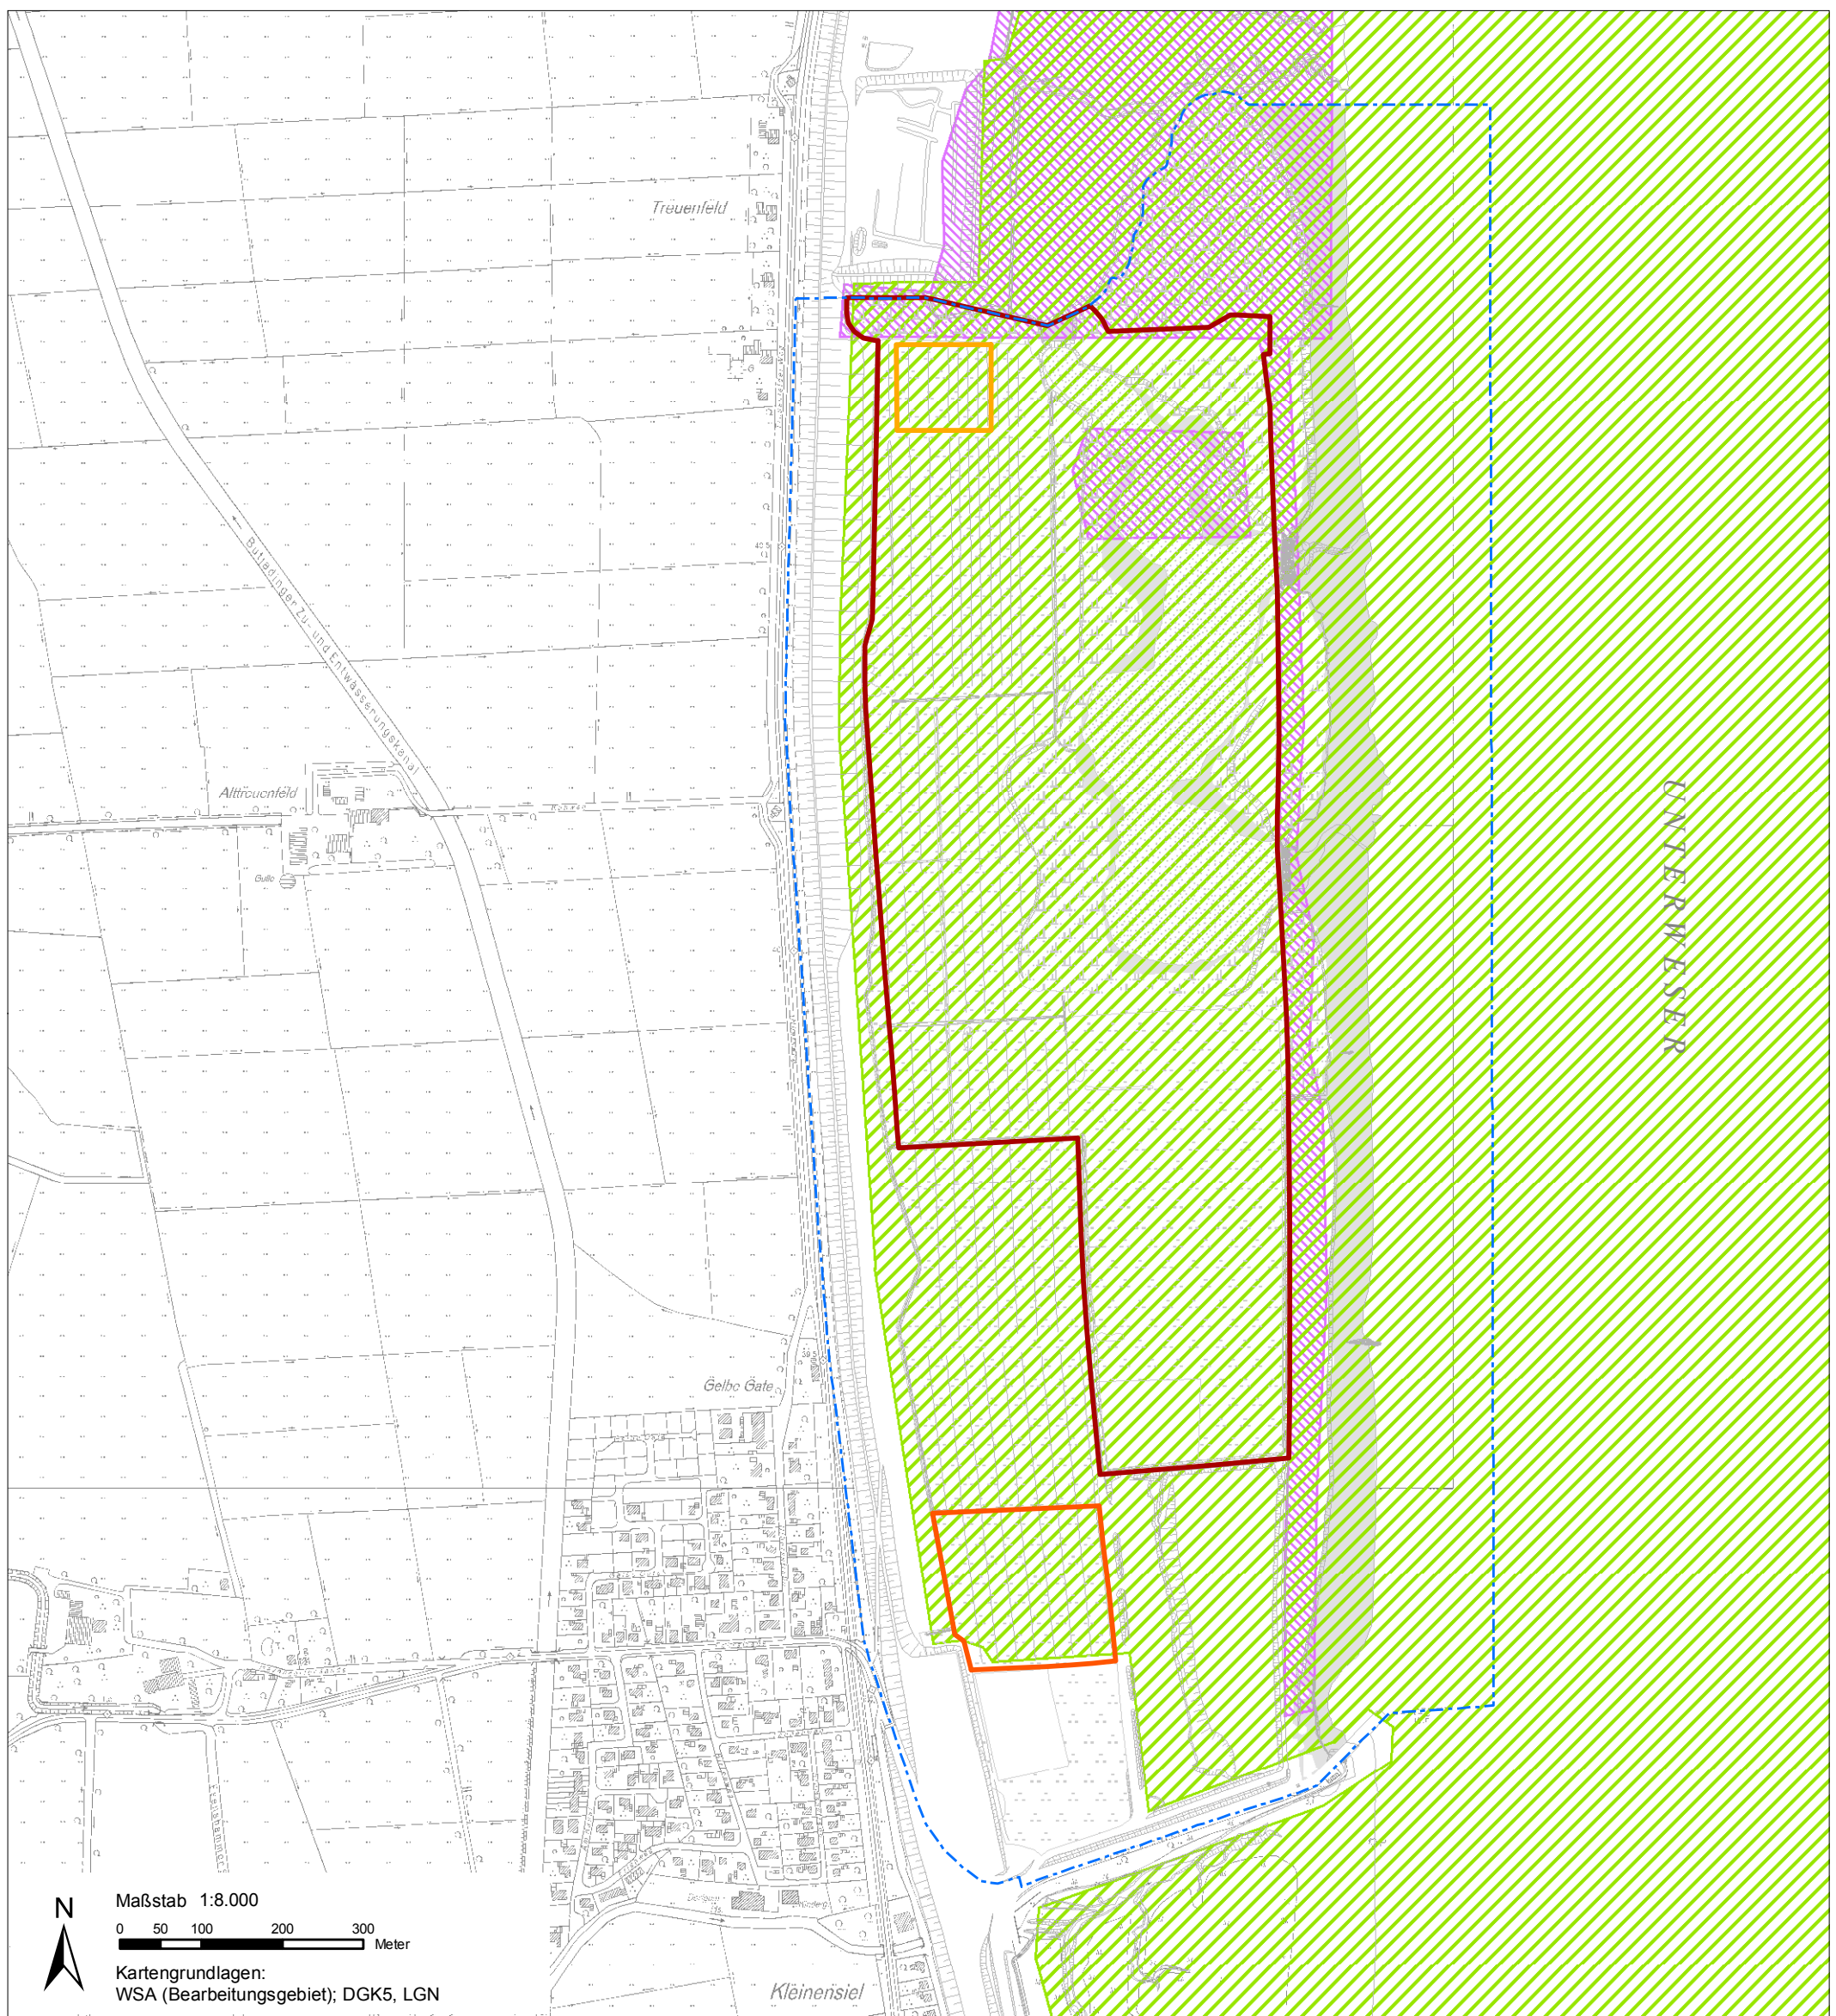 Treuenfeld
Butjadinger Zu- und Entwässerungskanal
Alttreuenfeld
Gülle
UNTERWESER
Gelbe Gate
N
Maßstab 1:8.000
0 50 100 200 300
Meter
Kartengrundlagen:
WSA (Bearbeitungsgebiet); DGK5, LGN
Kleinensiel